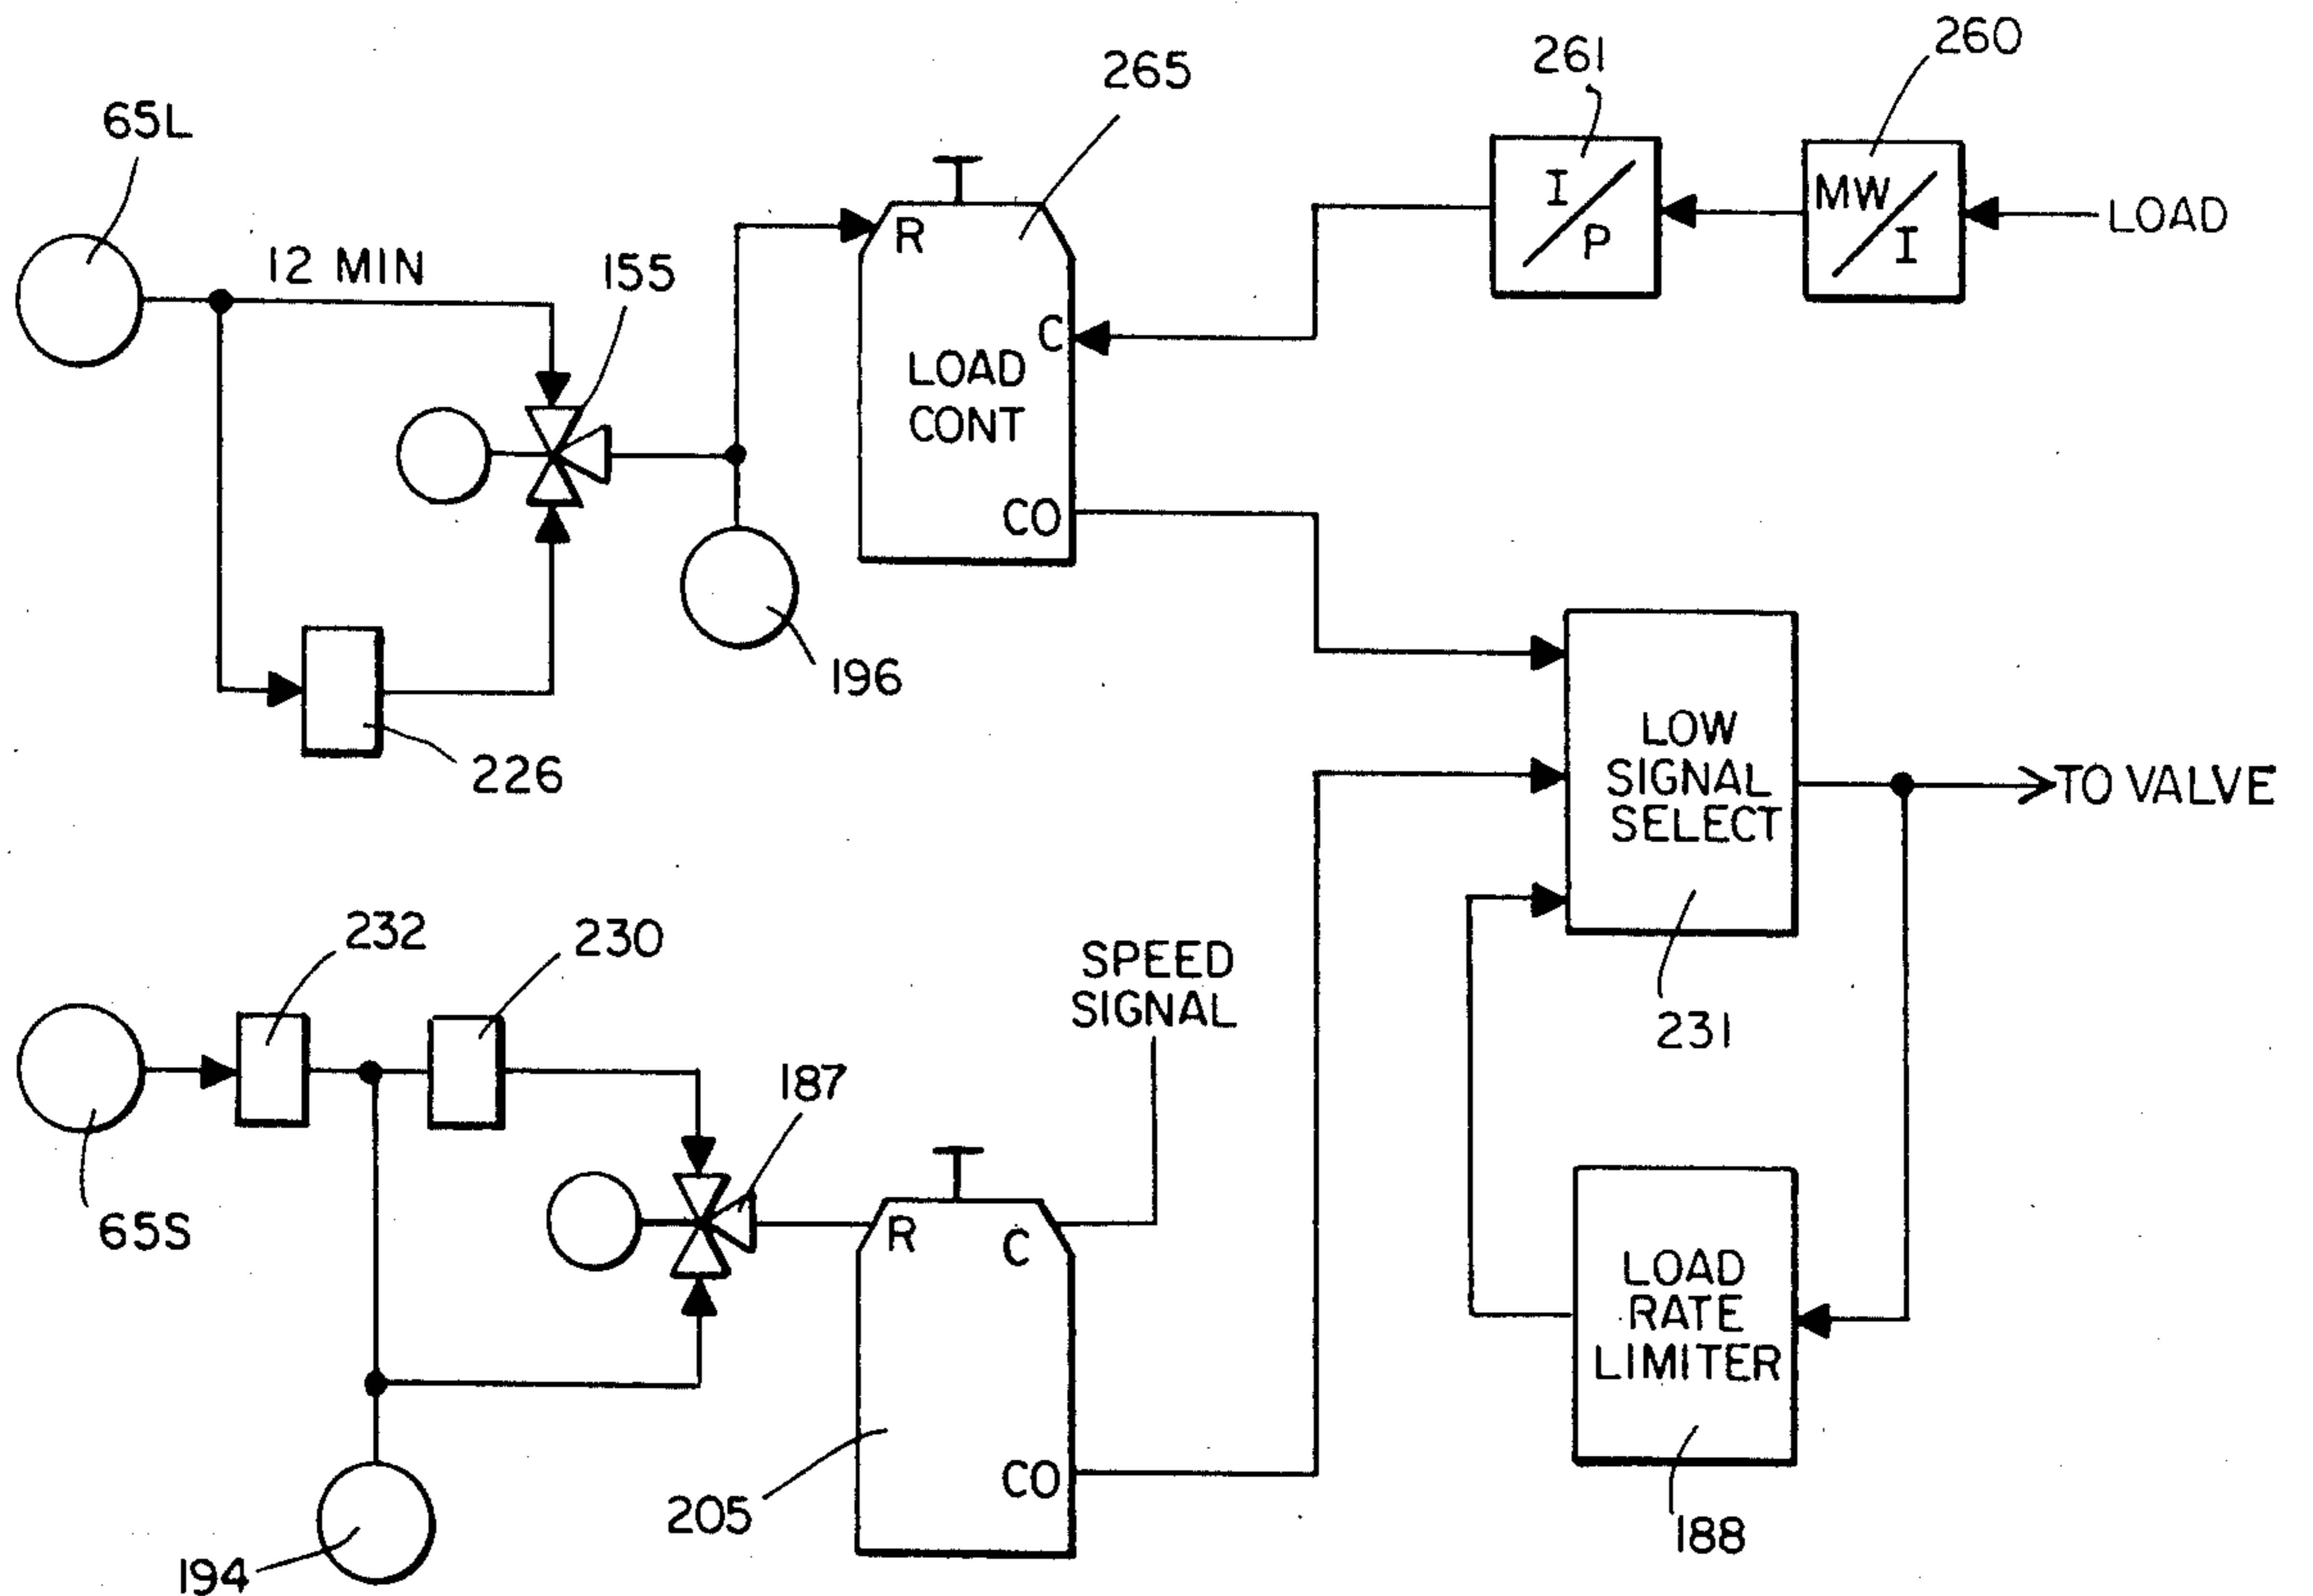 65L
12 MIN
155
265
261
260
R
I
P
MW
I
LOAD
C
LOAD
CONT
CO
196
226
LOW
SIGNAL
SELECT
TO VALVE
231
232
230
SPEED
SIGNAL
187
65S
R
C
LOAD
RATE
LIMITER
CO
205
188
194